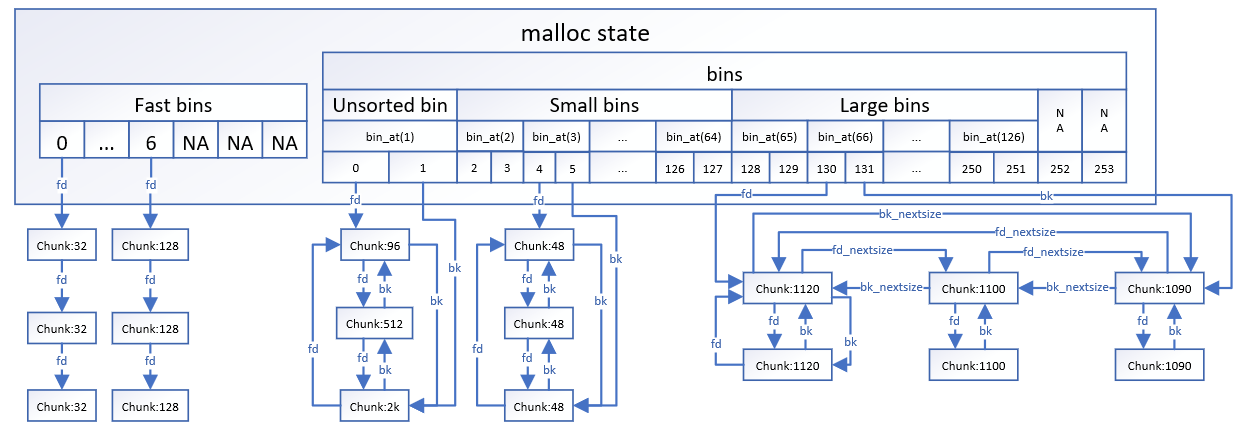 malloc state
bins
Fast bins
Unsorted bin Small bins Large bins N A N A
bin_at(1) bin_at(2) bin_at(3) ... bin_at(64) bin_at(65) bin_at(66) ... bin_at(126)
0 ... 6 NA NA NA
0 1 2 3 4 5 ... 126 127 128 129 130 131 ... 250 251 252 253
fd fd fd fd fd bk
bk_nextsize
fd_nextsize
Chunk:32 Chunk:128 Chunk:96 Chunk:48
fd_nextsize fd_nextsize
bk bk
fd fd fd bk fd bk
Chunk:1120 bk_nextsize Chunk:1100 bk_nextsize Chunk:1090
bk bk
Chunk:32 Chunk:128 Chunk:512 Chunk:48
fd bk fd bk fd bk
fd fd bk
fd fd fd fd
fd bk fd bk
Chunk:1120 Chunk:1100 Chunk:1090
Chunk:32 Chunk:128 Chunk:2k Chunk:48